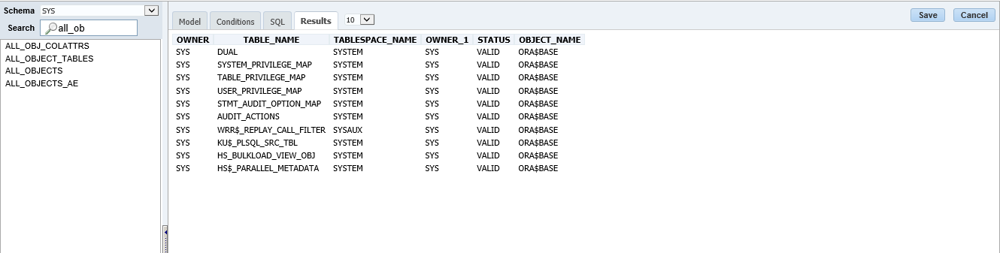 Schema SYS
Search all_ob
ALL_OBJ_COLATTRS
ALL_OBJECT_TABLES
ALL_OBJECTS
ALL_OBJECTS_AE
Model Conditions SQL Results 10 Save Cancel
OWNER TABLE_NAME TABLESPACE_NAME OWNER_1 STATUS OBJECT_NAME
SYS DUAL SYSTEM SYS VALID ORA$BASE
SYS SYSTEM_PRIVILEGE_MAP SYSTEM SYS VALID ORA$BASE
SYS TABLE_PRIVILEGE_MAP SYSTEM SYS VALID ORA$BASE
SYS USER_PRIVILEGE_MAP SYSTEM SYS VALID ORA$BASE
SYS STMT_AUDIT_OPTION_MAP SYSTEM SYS VALID ORA$BASE
SYS AUDIT_ACTIONS SYSTEM SYS VALID ORA$BASE
SYS WRR$_REPLAY_CALL_FILTER SYSAUX SYS VALID ORA$BASE
SYS KU$_PLSQL_SRC_TBL SYSTEM SYS VALID ORA$BASE
SYS HS_BULKLOAD_VIEW_OBJ SYSTEM SYS VALID ORA$BASE
SYS HS$_PARALLEL_METADATA SYSTEM SYS VALID ORA$BASE